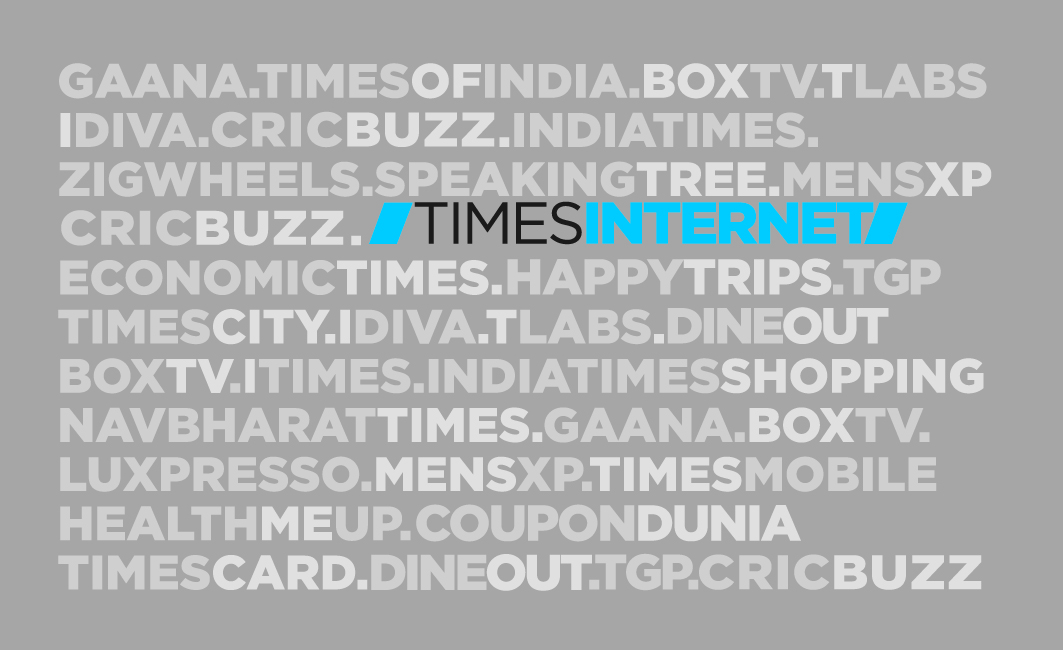 GAANA.TIMESOFINDIA.BOXTV.TLABS
IDIVA.CRICBUZZ.INDIATIMES.
ZIGWHEELS.SPEAKINGTREE.MENSXP
CRICBUZZ. TIMESINTERNET
ECONOMICTIMES.HAPPYTRIPS.TGP
TIMESCITY.IDIVA.TLABS.DINEOUT
BOXTV.ITIMES.INDIATIMESSHOPPING
NAVBHARATTIMES.GAANA.BOXTV.
LUXPRESSO.MENSXP.TIMESMOBILE
HEALTHMEUP.COUPONDUNIA
TIMESCARD.DINEOUT.TGP.CRICBUZZ